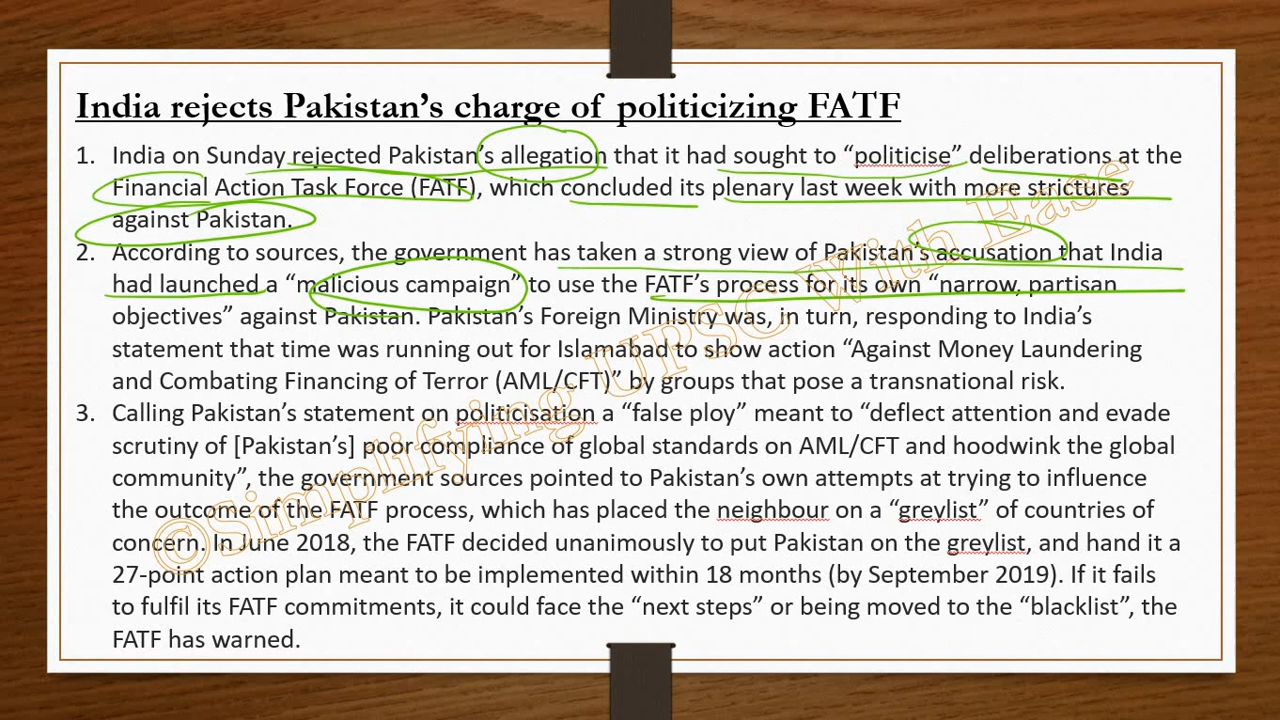 India rejects Pakistan’s charge of politicizing FATF
1. India on Sunday rejected Pakistan’s allegation that it had sought to “politicise” deliberations at the
Financial Action Task Force (FATF), which concluded its plenary last week with more strictures
against Pakistan.
2. According to sources, the government has taken a strong view of Pakistan’s accusation that India
had launched a “malicious campaign” to use the FATF’s process for its own “narrow, partisan
objectives” against Pakistan. Pakistan’s Foreign Ministry was, in turn, responding to India’s
statement that time was running out for Islamabad to show action “Against Money Laundering
and Combating Financing of Terror (AML/CFT)” by groups that pose a transnational risk.
3. Calling Pakistan’s statement on politicisation a “false ploy” meant to “deflect attention and evade
scrutiny of [Pakistan’s] poor compliance of global standards on AML/CFT and hoodwink the global
community”, the government sources pointed to Pakistan’s own attempts at trying to influence
the outcome of the FATF process, which has placed the neighbour on a “greylist” of countries of
concern. In June 2018, the FATF decided unanimously to put Pakistan on the greylist, and hand it a
27-point action plan meant to be implemented within 18 months (by September 2019). If it fails
to fulfil its FATF commitments, it could face the “next steps” or being moved to the “blacklist”, the
FATF has warned.
©Simplifying UPSC With Ease